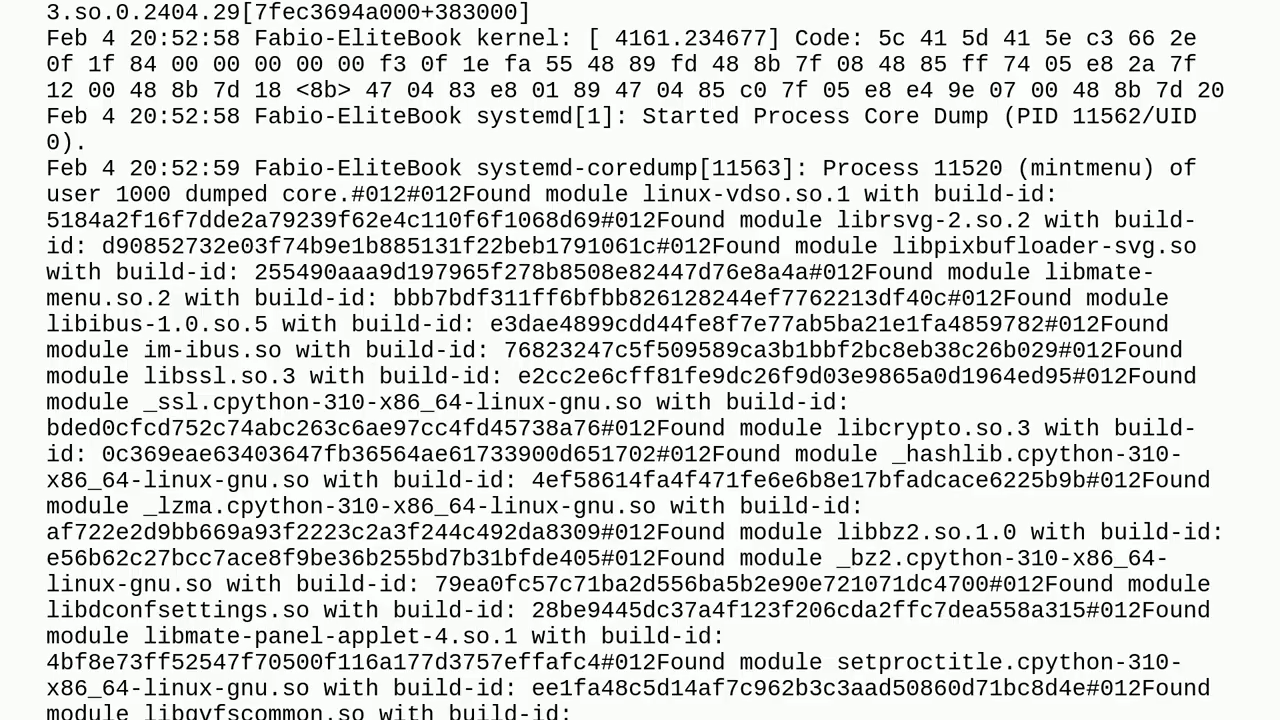 3.so.0.2404.29[7fec3694a000+383000]
Feb 4 20:52:58 Fabio-EliteBook kernel: [ 4161.234677] Code: 5c 41 5d 41 5e c3 66 2e
0f 1f 84 00 00 00 00 00 f3 0f 1e fa 55 48 89 fd 48 8b 7f 08 48 85 ff 74 05 e8 2a 7f
12 00 48 8b 7d 18 <8b> 47 04 83 e8 01 89 47 04 85 c0 7f 05 e8 e4 9e 07 00 48 8b 7d 20
Feb 4 20:52:58 Fabio-EliteBook systemd[1]: Started Process Core Dump (PID 11562/UID
0).
Feb 4 20:52:59 Fabio-EliteBook systemd-coredump[11563]: Process 11520 (mintmenu) of
user 1000 dumped core.#012#012Found module linux-vdso.so.1 with build-id:
5184a2f16f7dde2a79239f62e4c110f6f1068d69#012Found module librsvg-2.so.2 with build-
id: d90852732e03f74b9e1b885131f22beb1791061c#012Found module libpixbufloader-svg.so
with build-id: 255490aaa9d197965f278b8508e82447d76e8a4a#012Found module libmate-
menu.so.2 with build-id: bbb7bdf311ff6bfbb826128244ef7762213df40c#012Found module
libibus-1.0.so.5 with build-id: e3dae4899cdd44fe8f7e77ab5ba21e1fa4859782#012Found
module im-ibus.so with build-id: 76823247c5f509589ca3b1bbf2bc8eb38c26b029#012Found
module libssl.so.3 with build-id: e2cc2e6cff81fe9dc26f9d03e9865a0d1964ed95#012Found
module _ssl.cpython-310-x86_64-linux-gnu.so with build-id:
bded0cfcd752c74abc263c6ae97cc4fd45738a76#012Found module libcrypto.so.3 with build-
id: 0c369eae63403647fb36564ae61733900d651702#012Found module _hashlib.cpython-310-
x86_64-linux-gnu.so with build-id: 4ef58614fa4f471fe6e6b8e17bfadcace6225b9b#012Found
module _lzma.cpython-310-x86_64-linux-gnu.so with build-id:
af722e2d9bb669a93f2223c2a3f244c492da8309#012Found module libbz2.so.1.0 with build-id:
e56b62c27bcc7ace8f9be36b255bd7b31bfde405#012Found module _bz2.cpython-310-x86_64-
linux-gnu.so with build-id: 79ea0fc57c71ba2d556ba5b2e90e721071dc4700#012Found module
libdconfsettings.so with build-id: 28be9445dc37a4f123f206cda2ffc7dea558a315#012Found
module libmate-panel-applet-4.so.1 with build-id:
4bf8e73ff52547f70500f116a177d3757effafc4#012Found module setproctitle.cpython-310-
x86_64-linux-gnu.so with build-id: ee1fa48c5d14af7c962b3c3aad50860d71bc8d4e#012Found
module libgvfscommon.so with build-id: